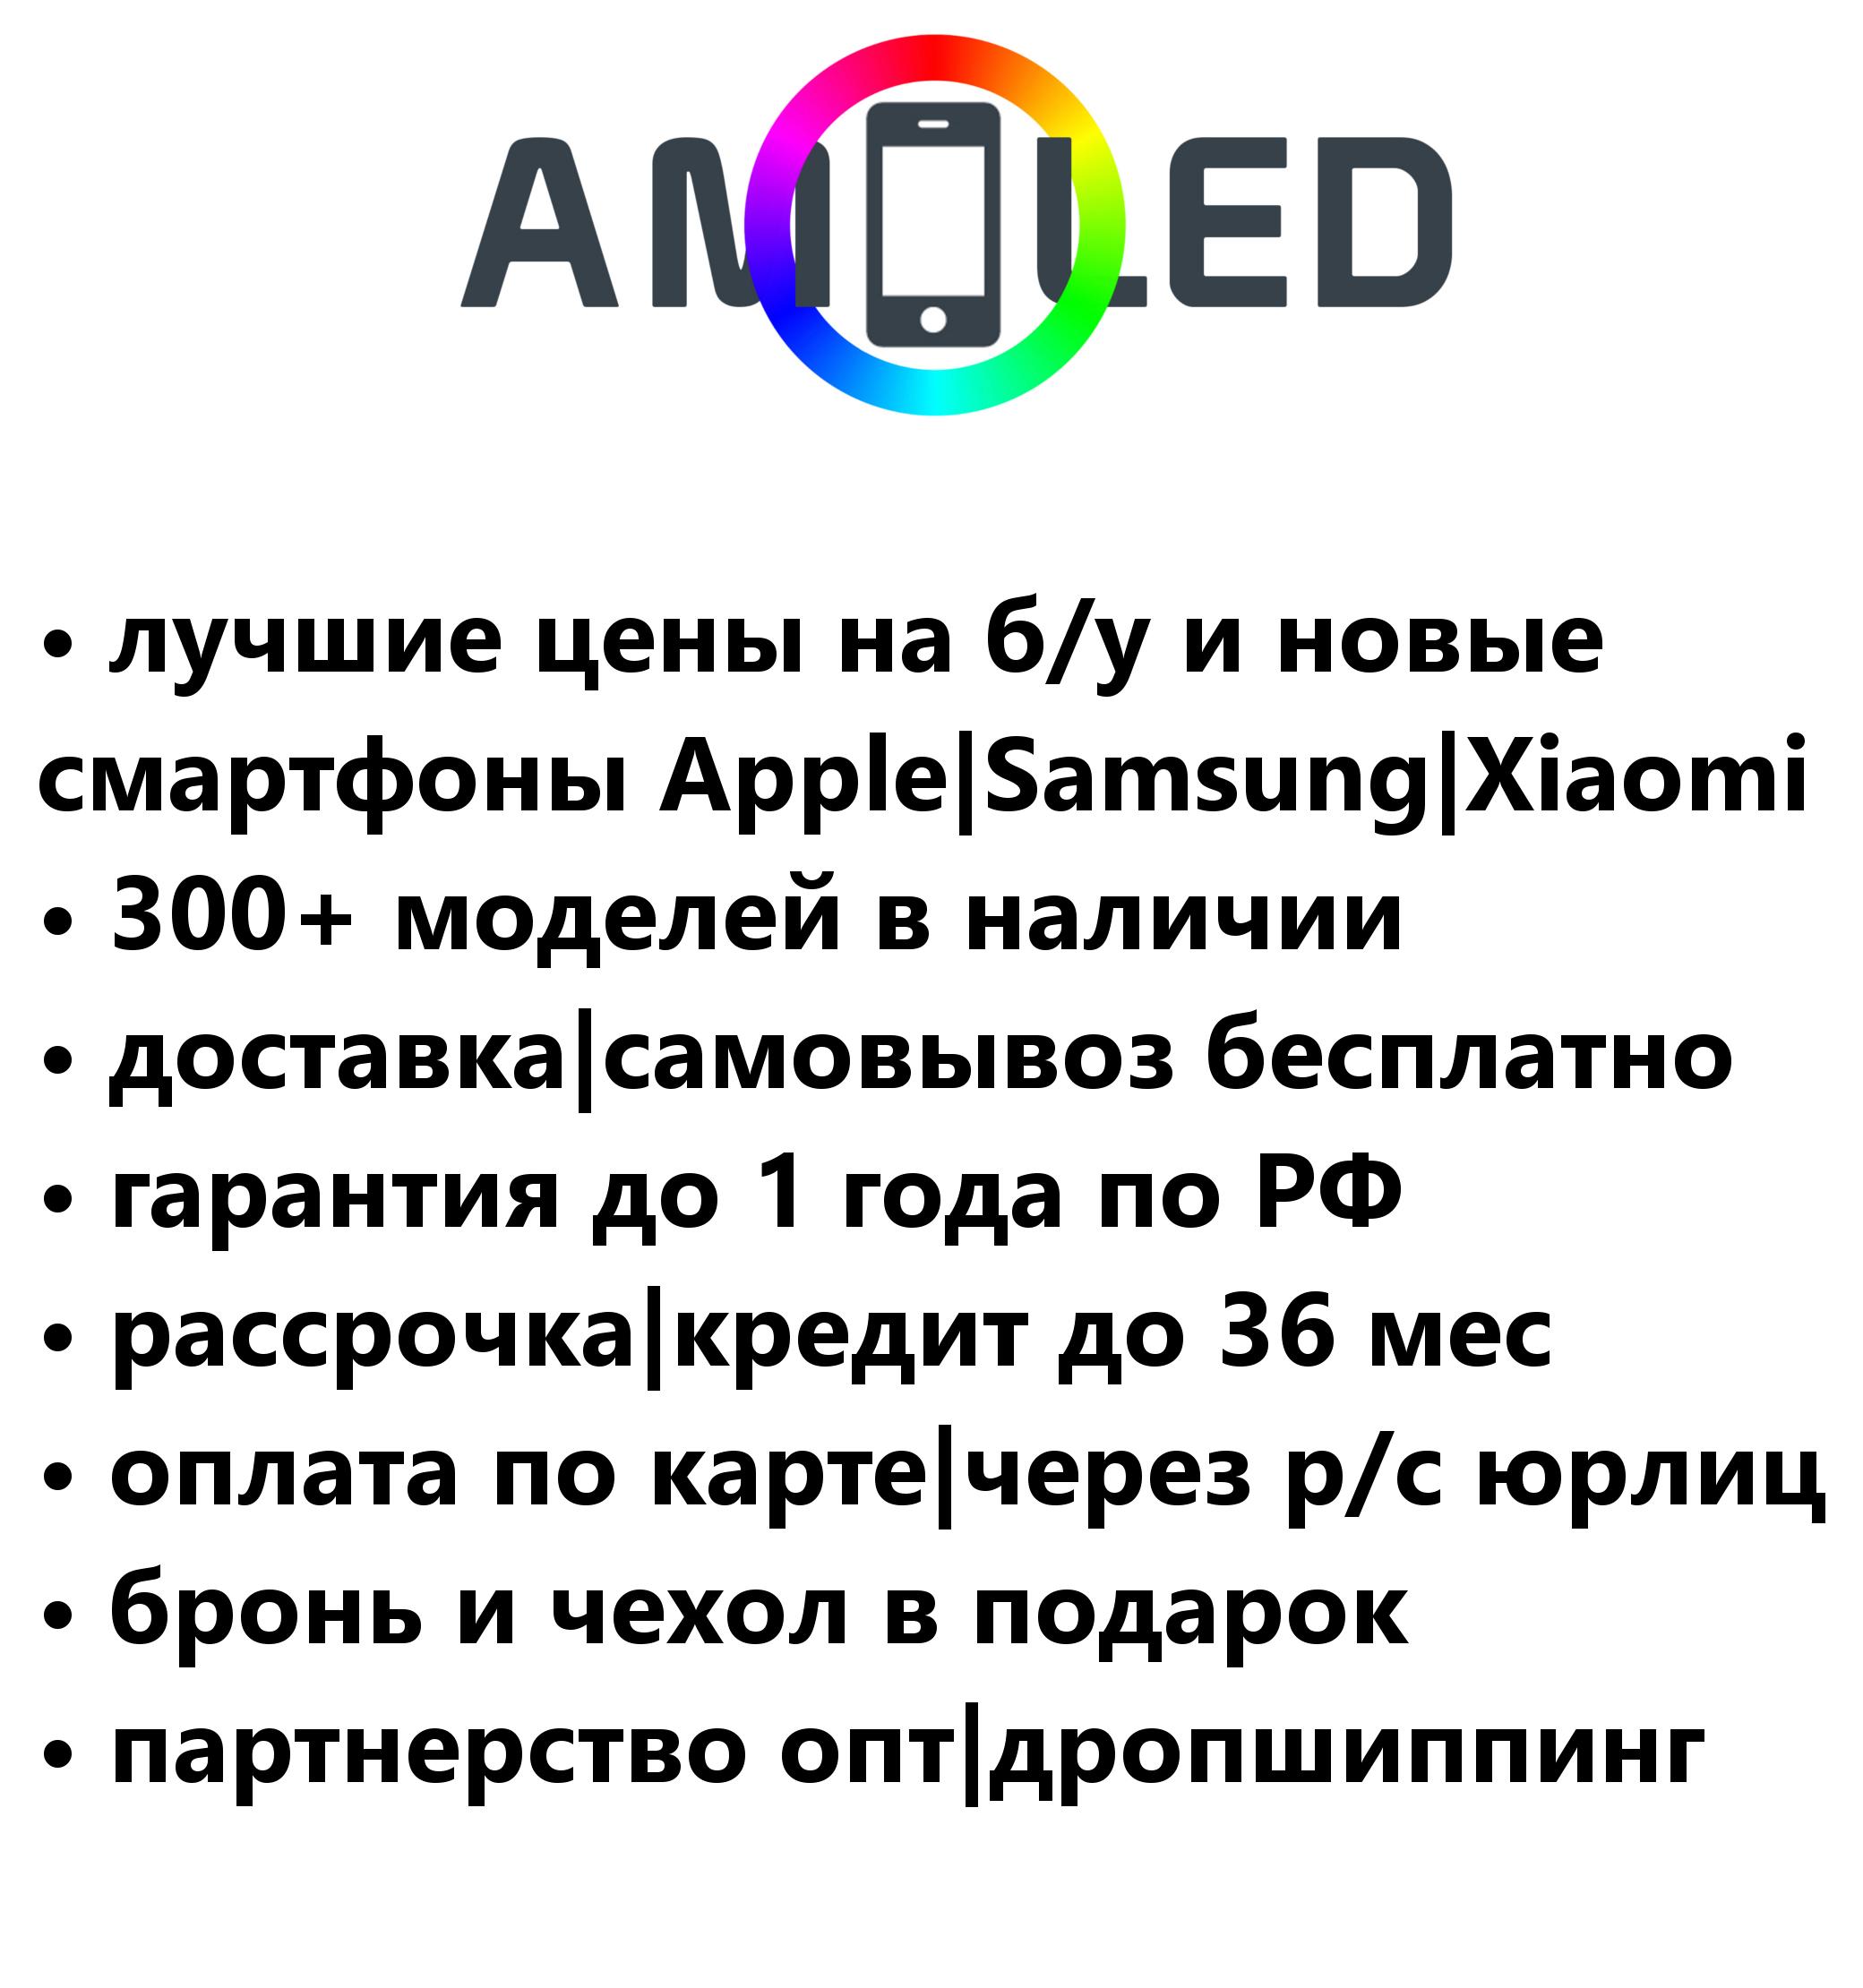 AMOLED
• лучшие цены на б/у и новые
смартфоны Apple|Samsung|Xiaomi
• 300+ моделей в наличии
• доставка|самовывоз бесплатно
• гарантия до 1 года по РФ
• рассрочка|кредит до 36 мес
• оплата по карте|через р/с юрлиц
• бронь и чехол в подарок
• партнерство опт|дропшиппинг